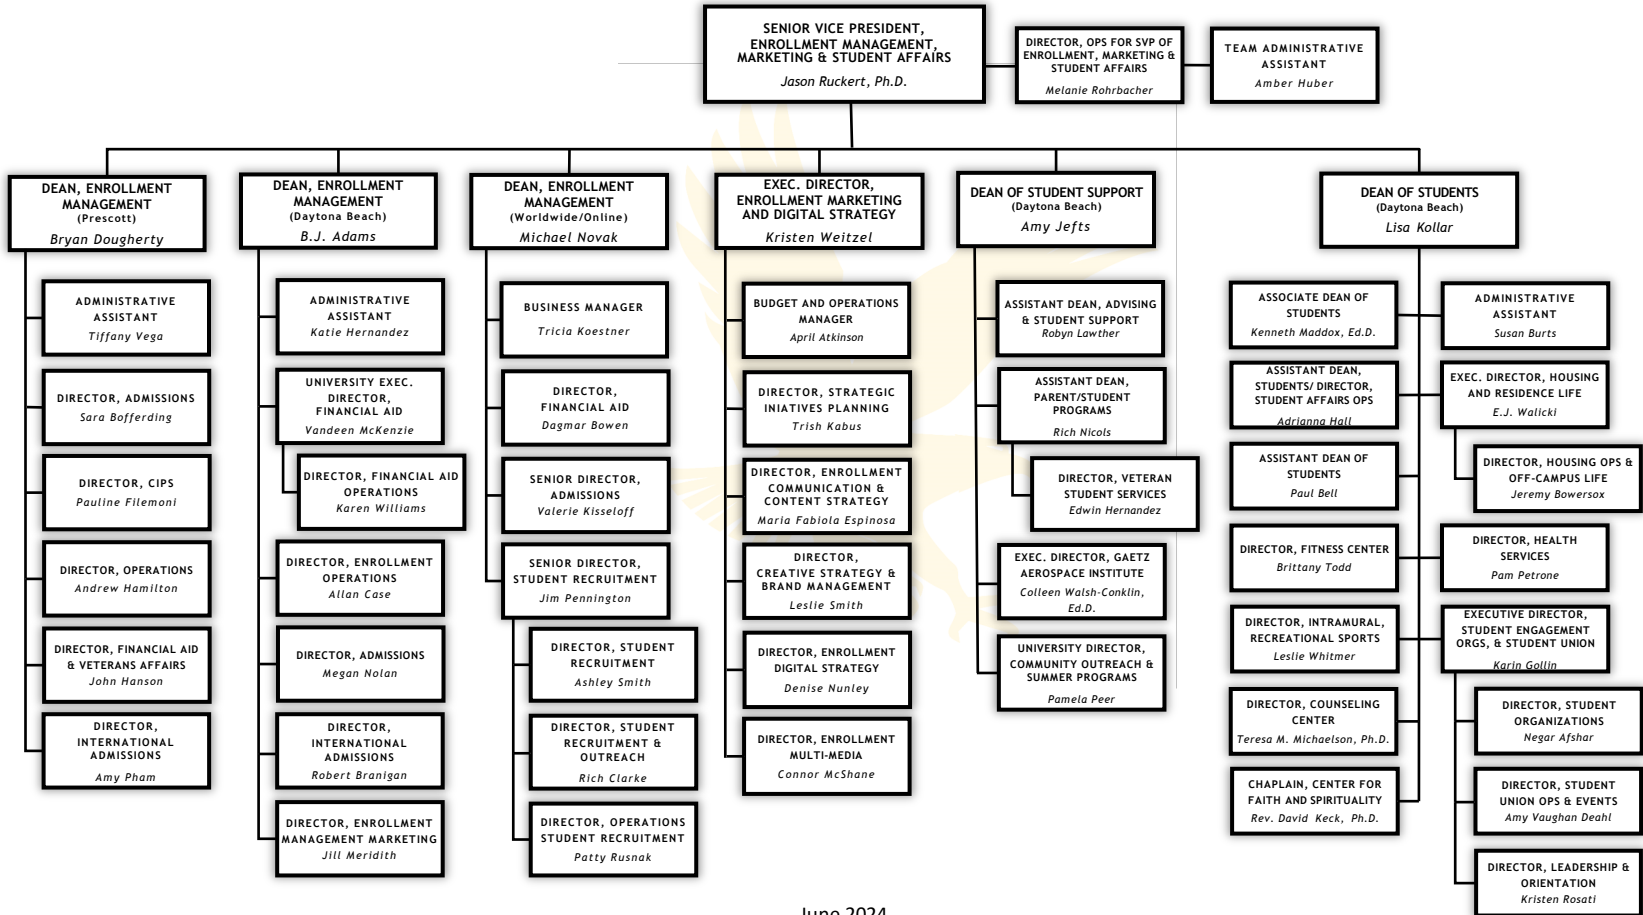 SENIOR VICE PRESIDENT,
ENROLLMENT MANAGEMENT,
MARKETING & STUDENT AFFAIRS
Jason Ruckert, Ph.D.
DIRECTOR, OPS FOR SVP OF
ENROLLMENT, MARKETING &
STUDENT AFFAIRS
Melanie Rohrbacher
TEAM ADMINISTRATIVE
ASSISTANT
Amber Huber
DEAN, ENROLLMENT
MANAGEMENT
(Prescott)
Bryan Dougherty
ADMINISTRATIVE
ASSISTANT
Tiffany Vega
DIRECTOR, ADMISSIONS
Sara Bofferding
DIRECTOR, CIPS
Pauline Filemoni
DIRECTOR, OPERATIONS
Andrew Hamilton
DIRECTOR, FINANCIAL AID
& VETERANS AFFAIRS
John Hanson
DIRECTOR,
INTERNATIONAL
ADMISSIONS
Amy Pham
DEAN, ENROLLMENT
MANAGEMENT
(Daytona Beach)
B.J. Adams
ADMINISTRATIVE
ASSISTANT
Katie Hernandez
UNIVERSITY EXEC.
DIRECTOR,
FINANCIAL AID
Vandeen McKenzie
DIRECTOR, FINANCIAL AID
OPERATIONS
Karen Williams
DIRECTOR, ENROLLMENT
OPERATIONS
Allan Case
DIRECTOR, ADMISSIONS
Megan Nolan
DIRECTOR,
INTERNATIONAL
ADMISSIONS
Robert Branigan
DIRECTOR, ENROLLMENT
MANAGEMENT MARKETING
Jill Meridith
DEAN, ENROLLMENT
MANAGEMENT
(Worldwide/Online)
Michael Novak
BUSINESS MANAGER
Tricia Koestner
DIRECTOR,
FINANCIAL AID
Dagmar Bowen
SENIOR DIRECTOR,
ADMISSIONS
Valerie Kisseloff
SENIOR DIRECTOR,
STUDENT RECRUITMENT
Jim Pennington
DIRECTOR, STUDENT
RECRUITMENT
Ashley Smith
DIRECTOR, STUDENT
RECRUITMENT &
OUTREACH
Rich Clarke
DIRECTOR, OPERATIONS
STUDENT RECRUITMENT
Patty Rusnak
EXEC. DIRECTOR,
ENROLLMENT MARKETING
AND DIGITAL STRATEGY
Kristen Weitzel
BUDGET AND OPERATIONS
MANAGER
April Atkinson
DIRECTOR, STRATEGIC
INIATIVES PLANNING
Trish Kabus
DIRECTOR, ENROLLMENT
COMMUNICATION &
CONTENT STRATEGY
Maria Fabiola Espinosa
DIRECTOR,
CREATIVE STRATEGY &
BRAND MANAGEMENT
Leslie Smith
DIRECTOR, ENROLLMENT
DIGITAL STRATEGY
Denise Nunley
DIRECTOR, ENROLLMENT
MULTI-MEDIA
Connor McShane
DEAN OF STUDENT SUPPORT
(Daytona Beach)
Amy Jefts
ASSISTANT DEAN, ADVISING
& STUDENT SUPPORT
Robyn Lawther
ASSISTANT DEAN,
PARENT/STUDENT
PROGRAMS
Rich Nicols
DIRECTOR, VETERAN
STUDENT SERVICES
Edwin Hernandez
EXEC. DIRECTOR, GAETZ
AEROSPACE INSTITUTE
Colleen Walsh-Conklin,
Ed.D.
UNIVERSITY DIRECTOR,
COMMUNITY OUTREACH &
SUMMER PROGRAMS
Pamela Peer
DEAN OF STUDENTS
(Daytona Beach)
Lisa Kollar
ASSOCIATE DEAN OF
STUDENTS
Kenneth Maddox, Ed.D.
ASSISTANT DEAN,
STUDENTS/ DIRECTOR,
STUDENT AFFAIRS OPS
Adrianna Hall
ASSISTANT DEAN OF
STUDENTS
Paul Bell
DIRECTOR, FITNESS CENTER
Brittany Todd
DIRECTOR, INTRAMURAL,
RECREATIONAL SPORTS
Leslie Whitmer
DIRECTOR, COUNSELING
CENTER
Teresa M. Michaelson, Ph.D.
CHAPLAIN, CENTER FOR
FAITH AND SPIRITUALITY
Rev. David Keck, Ph.D.
ADMINISTRATIVE
ASSISTANT
Susan Burts
EXEC. DIRECTOR, HOUSING
AND RESIDENCE LIFE
E.J. Walicki
DIRECTOR, HOUSING OPS &
OFF-CAMPUS LIFE
Jeremy Bowersox
DIRECTOR, HEALTH
SERVICES
Pam Petrone
EXECUTIVE DIRECTOR,
STUDENT ENGAGEMENT
ORGS, & STUDENT UNION
Karin Gollin
DIRECTOR, STUDENT
ORGANIZATIONS
Negar Afshar
DIRECTOR, STUDENT
UNION OPS & EVENTS
Amy Vaughan Deahl
DIRECTOR, LEADERSHIP &
ORIENTATION
Kristen Rosati
June 2024